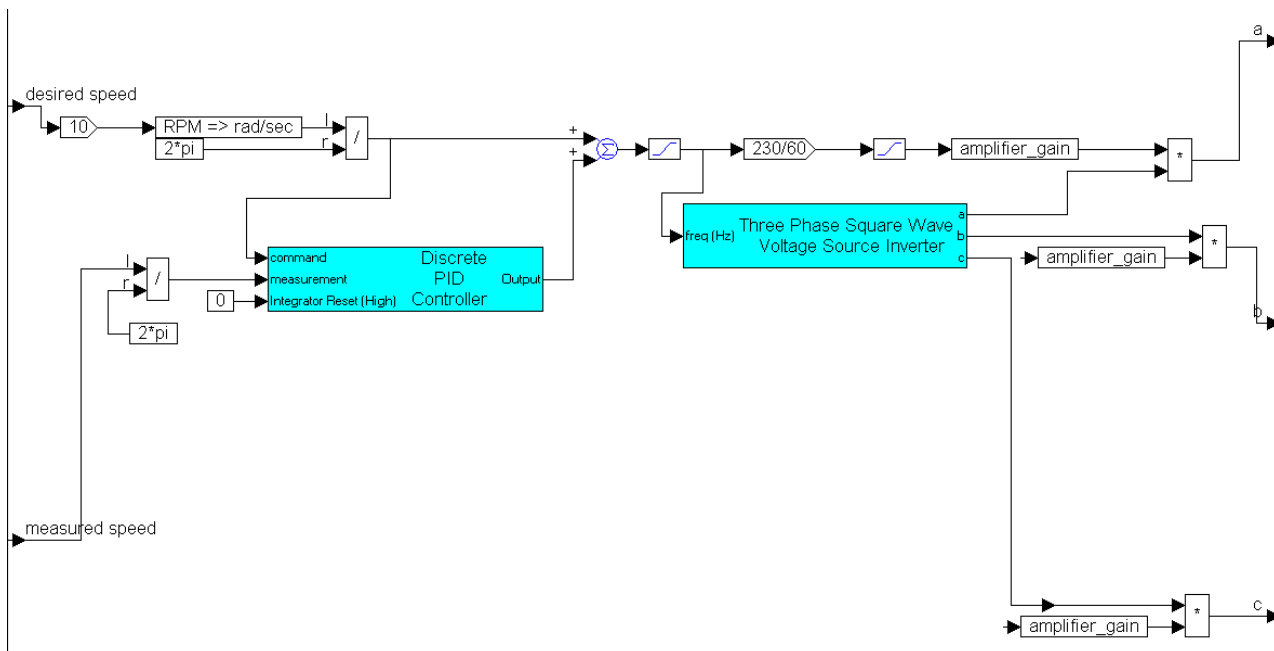 a
desired speed
10
RPM => rad/sec
l
r
2*pi
/
+
+
Σ
230/60
amplifier_gain
*
freq (Hz)
Three Phase Square Wave
Voltage Source Inverter
a
b
c
*
amplifier_gain
command
measurement
Integrator Reset (High)
Discrete
PID
Controller
Output
l
r
/
0
2*pi
b
measured speed
*
c
amplifier_gain